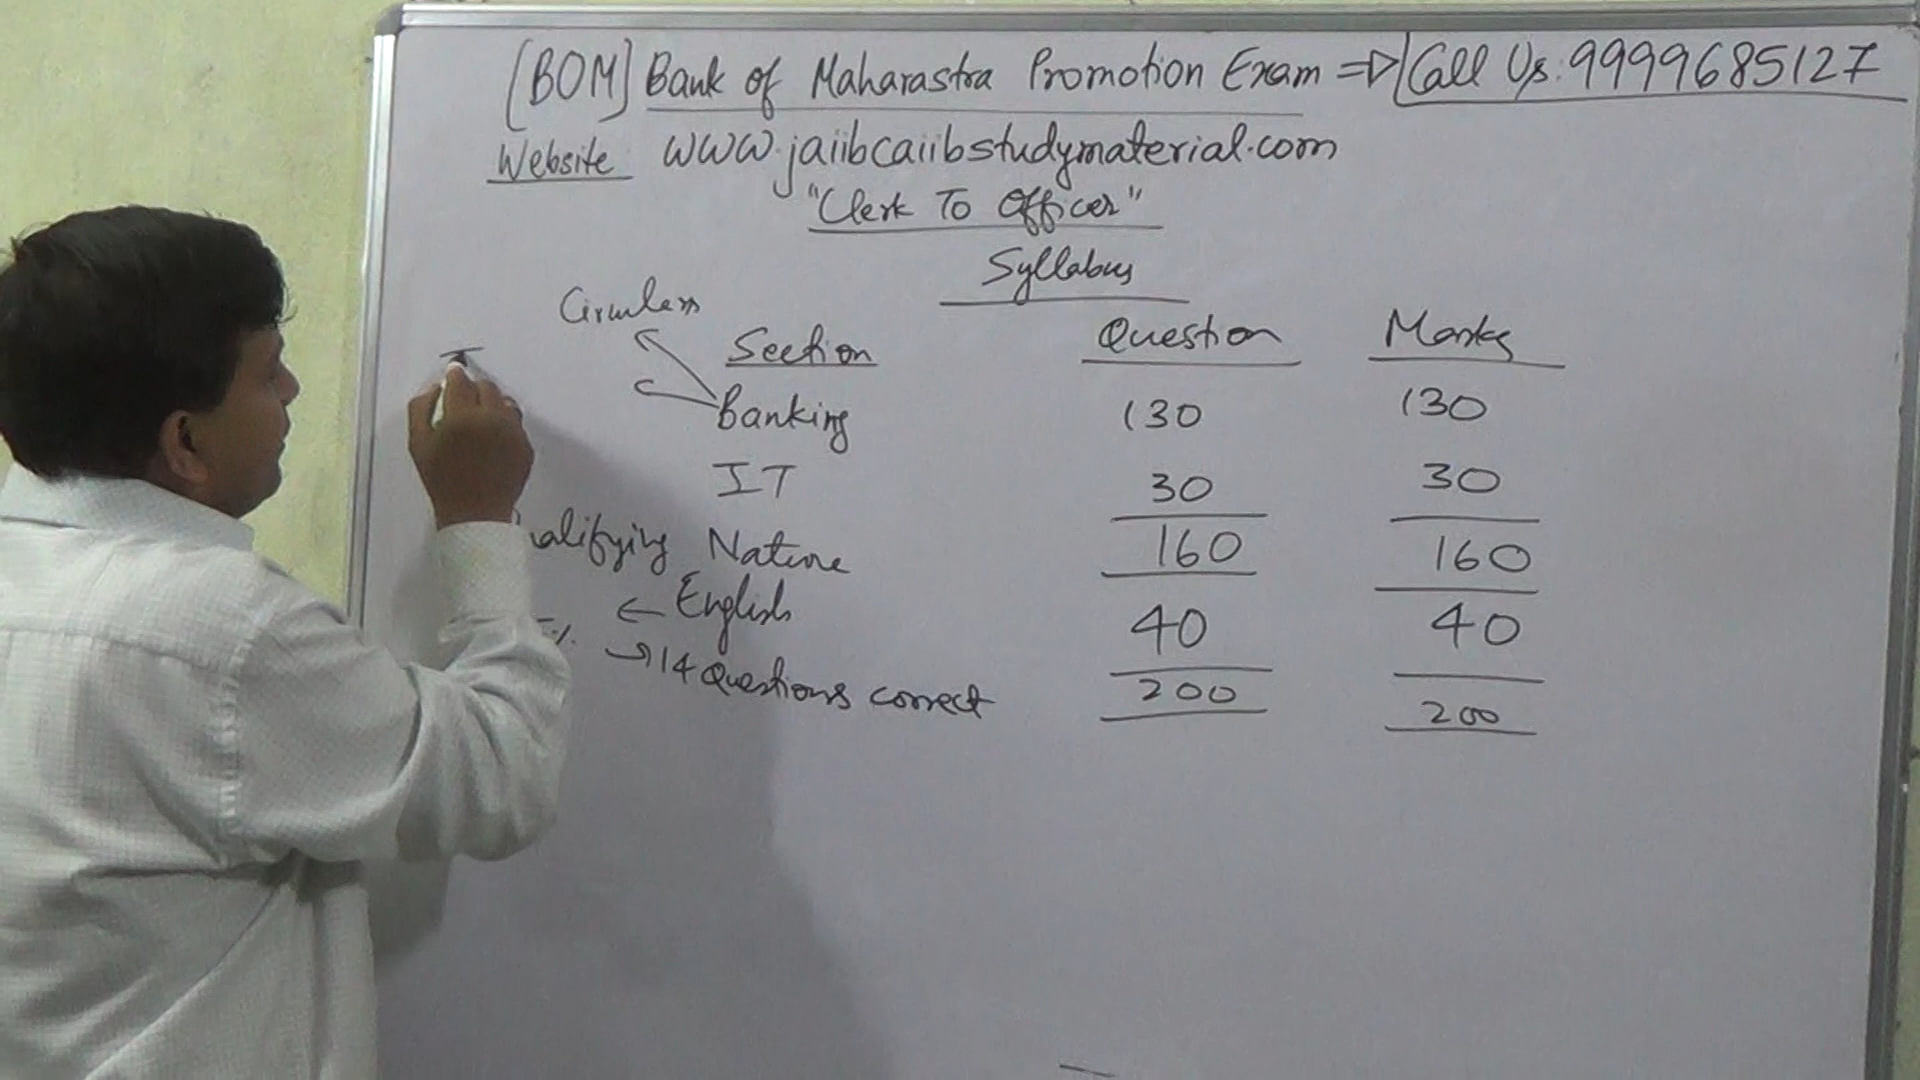 [BOM] Bank of Maharastra Promotion Exam => Call Us: 9999685127
Website www.jaiibcaiibstudymaterial.com
"Clerk To Officer"
Syllabus
Circulars
Section Question Marks
Banking 130 130
IT 30 30
160 160
Qualifying Nature
English 40 40
% 14 Questions correct
200 200